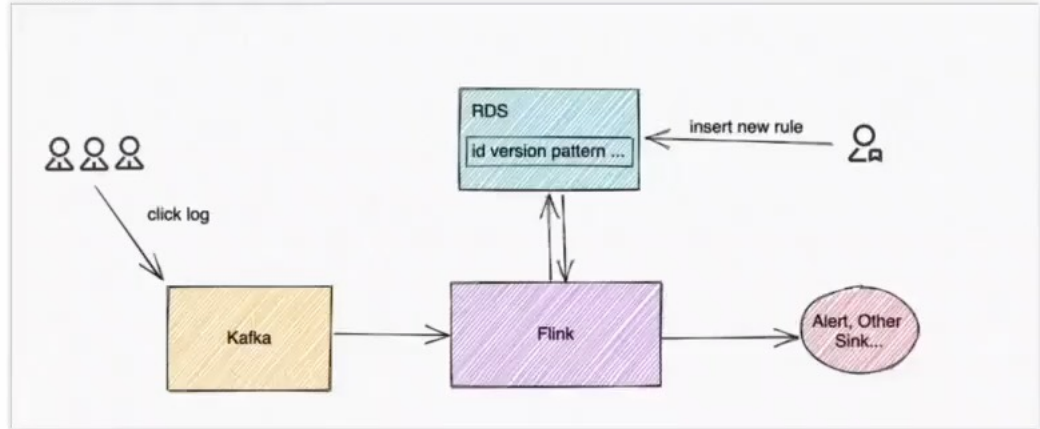 RDS
insert new rule
id version pattern ...
click log
Kafka
Flink
Alert, Other
Sink...